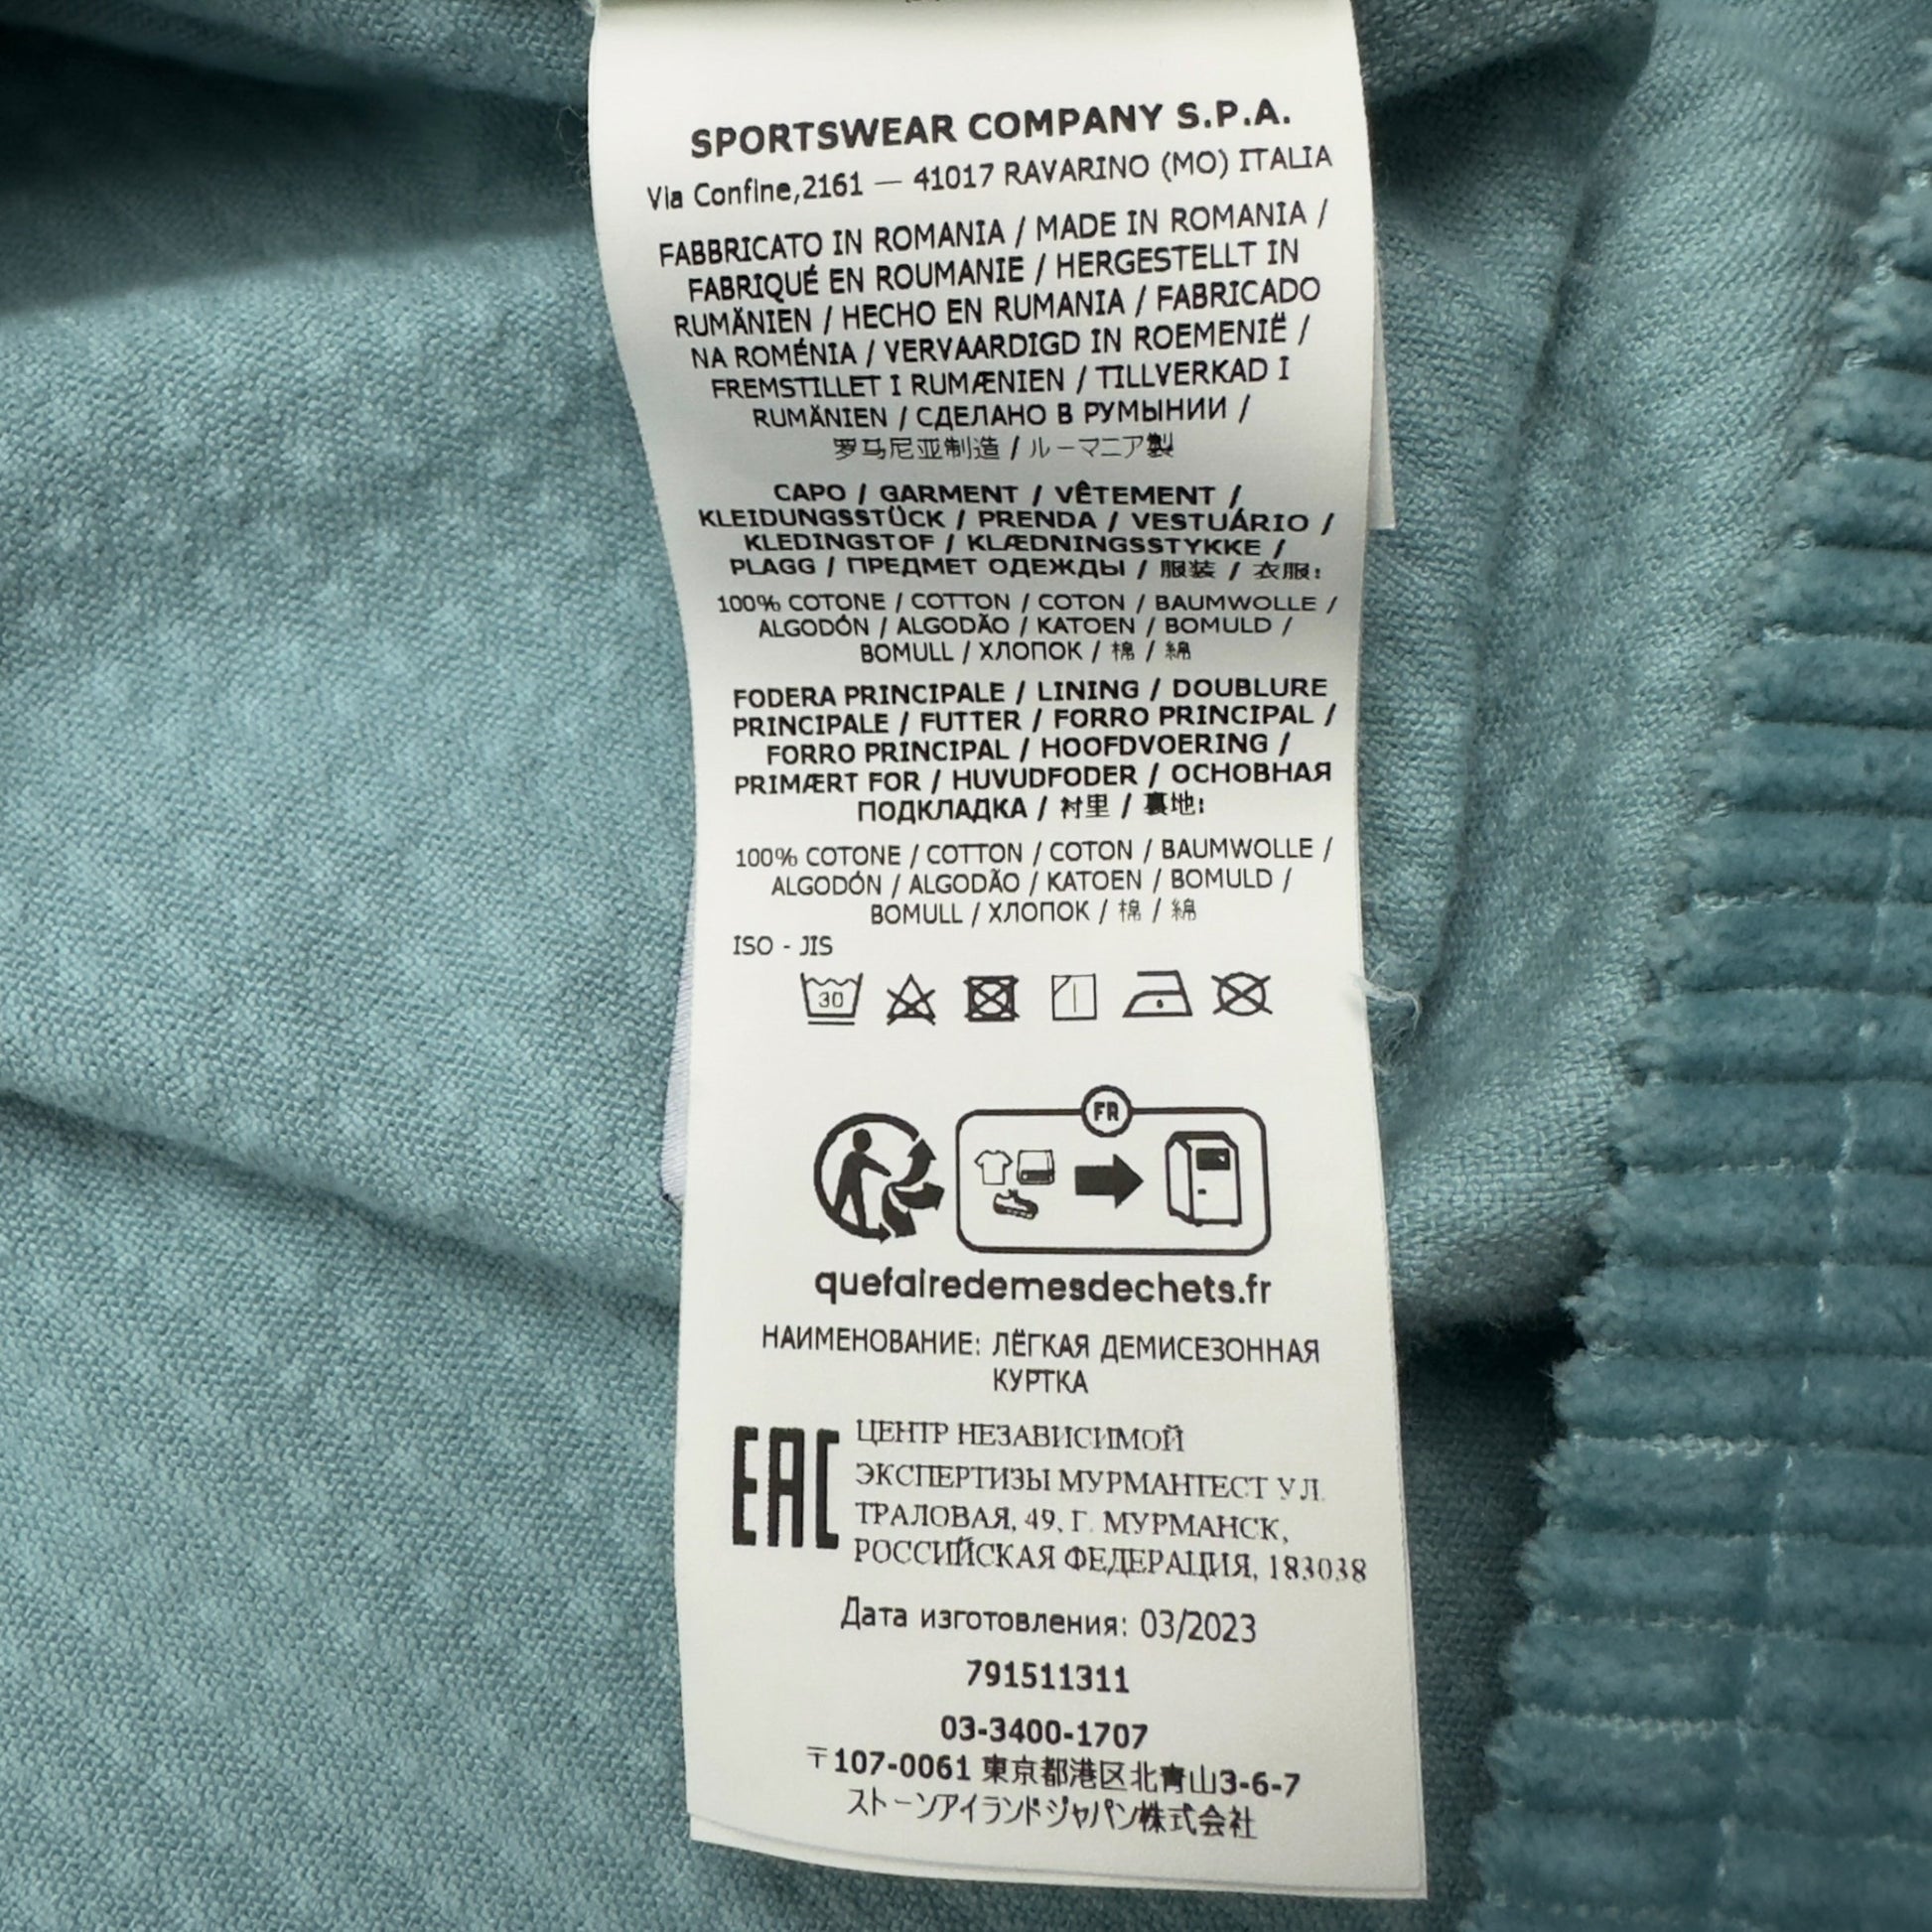 SPORTSWEAR COMPANY S.P.A.
Via Confine,2161 — 41017 RAVARINO (MO) ITALIA
FABBRICATO IN ROMANIA / MADE IN ROMANIA /
FABRIQUÉ EN ROUMANIE / HERGESTELLT IN
RUMÄNIEN / HECHO EN RUMANIA / FABRICADO
NA ROMÉNIA / VERVAARDIGD IN ROEMENIË /
FREMSTILLET I RUMÆNIEN / TILLVERKAD I
RUMÄNIEN / СДЕЛАНО В РУМЫНИИ /
罗马尼亚制造 / ルーマニア製
CAPO / GARMENT / VÊTEMENT /
KLEIDUNGSSTÜCK / PRENDA / VESTUÁRIO /
KLEDINGSTOF / KLÆDNINGSSTYKKE /
PLAGG / ПРЕДМЕТ ОДЕЖДЫ / 服装 / 衣服:
100% COTONE / COTTON / COTON / BAUMWOLLE /
ALGODÓN / ALGODÃO / KATOEN / BOMULD /
BOMULL / ХЛОПОК / 棉 / 綿
FODERA PRINCIPALE / LINING / DOUBLURE
PRINCIPALE / FUTTER / FORRO PRINCIPAL /
FORRO PRINCIPAL / HOOFDVOERING /
PRIMÆRT FOR / HUVUDFODER / ОСНОВНАЯ
ПОДКЛАДКА / 衬里 / 裏地:
100% COTONE / COTTON / COTON / BAUMWOLLE /
ALGODÓN / ALGODÃO / KATOEN / BOMULD /
BOMULL / ХЛОПОК / 棉 / 綿
ISO - JIS
30
FR
quefairedemesdechets.fr
НАИМЕНОВАНИЕ: ЛЁГКАЯ ДЕМИСЕЗОННАЯ
КУРТКА
EAC
ЦЕНТР НЕЗАВИСИМОЙ
ЭКСПЕРТИЗЫ МУРМАНТЕСТ УЛ.
ТРАЛОВАЯ, 49, Г. МУРМАНСК,
РОССИЙСКАЯ ФЕДЕРАЦИЯ, 183038
Дата изготовления: 03/2023
791511311
03-3400-1707
〒107-0061 東京都港区北青山3-6-7
ストーンアイランドジャパン株式会社